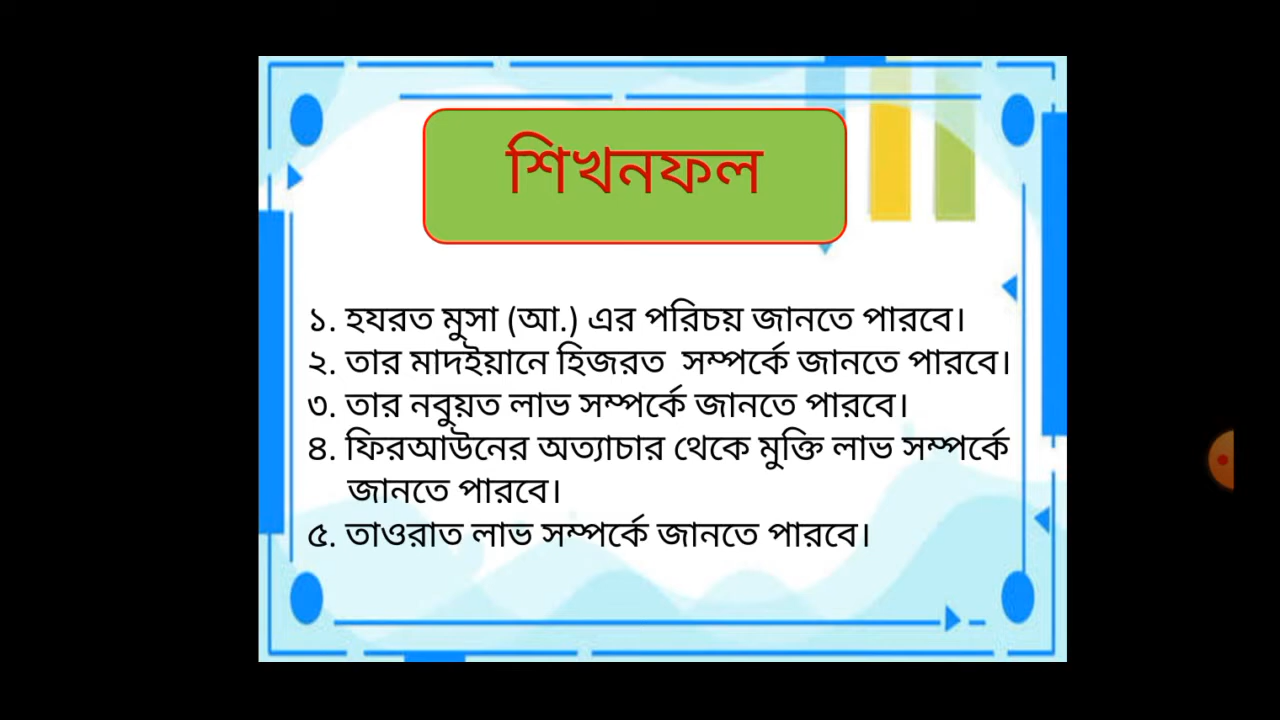 শিখনফল
১. হযরত মুসা (আ.) এর পরিচয় জানতে পারবে।
২. তার মাদইয়ানে হিজরত সম্পর্কে জানতে পারবে।
৩. তার নবুয়ত লাভ সম্পর্কে জানতে পারবে।
৪. ফিরআউনের অত্যাচার থেকে মুক্তি লাভ সম্পর্কে
জানতে পারবে।
৫. তাওরাত লাভ সম্পর্কে জানতে পারবে।